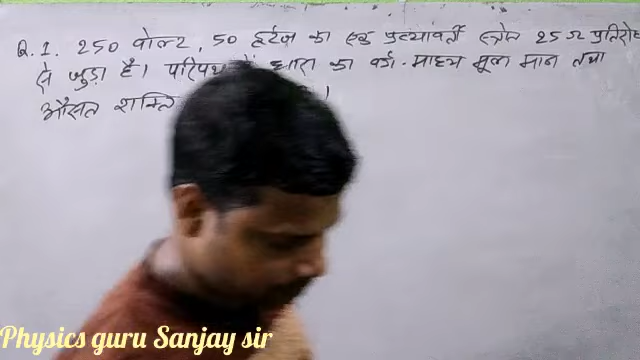 Q.1. 250 वोल्ट, 50 हर्टज का एक प्रत्यावर्ती स्त्रोत 25 Ω प्रतिरोध
से जुड़ा है। परिपथ में धारा का वर्ग-माध्य मूल मान तथा
औसत शक्ति
Physics guru Sanjay sir